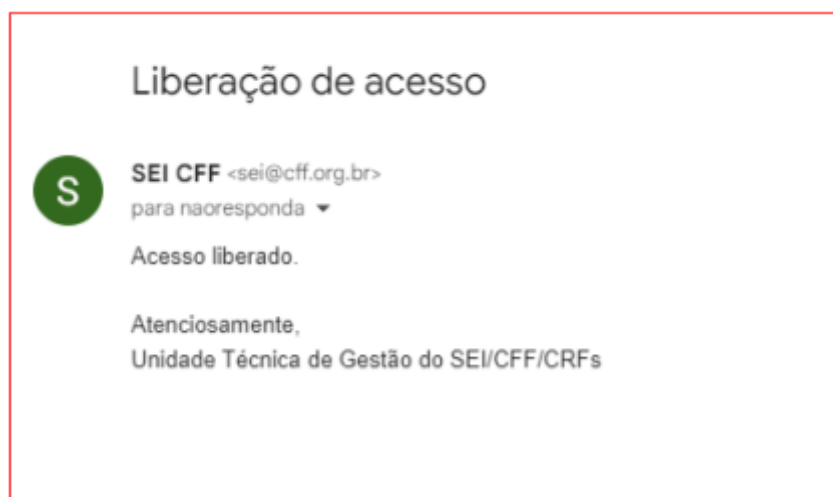 Liberação de acesso
S
SEI CFF <sei@cff.org.br>
para naoresponda
Acesso liberado.
Atenciosamente,
Unidade Técnica de Gestão do SEI/CFF/CRFs